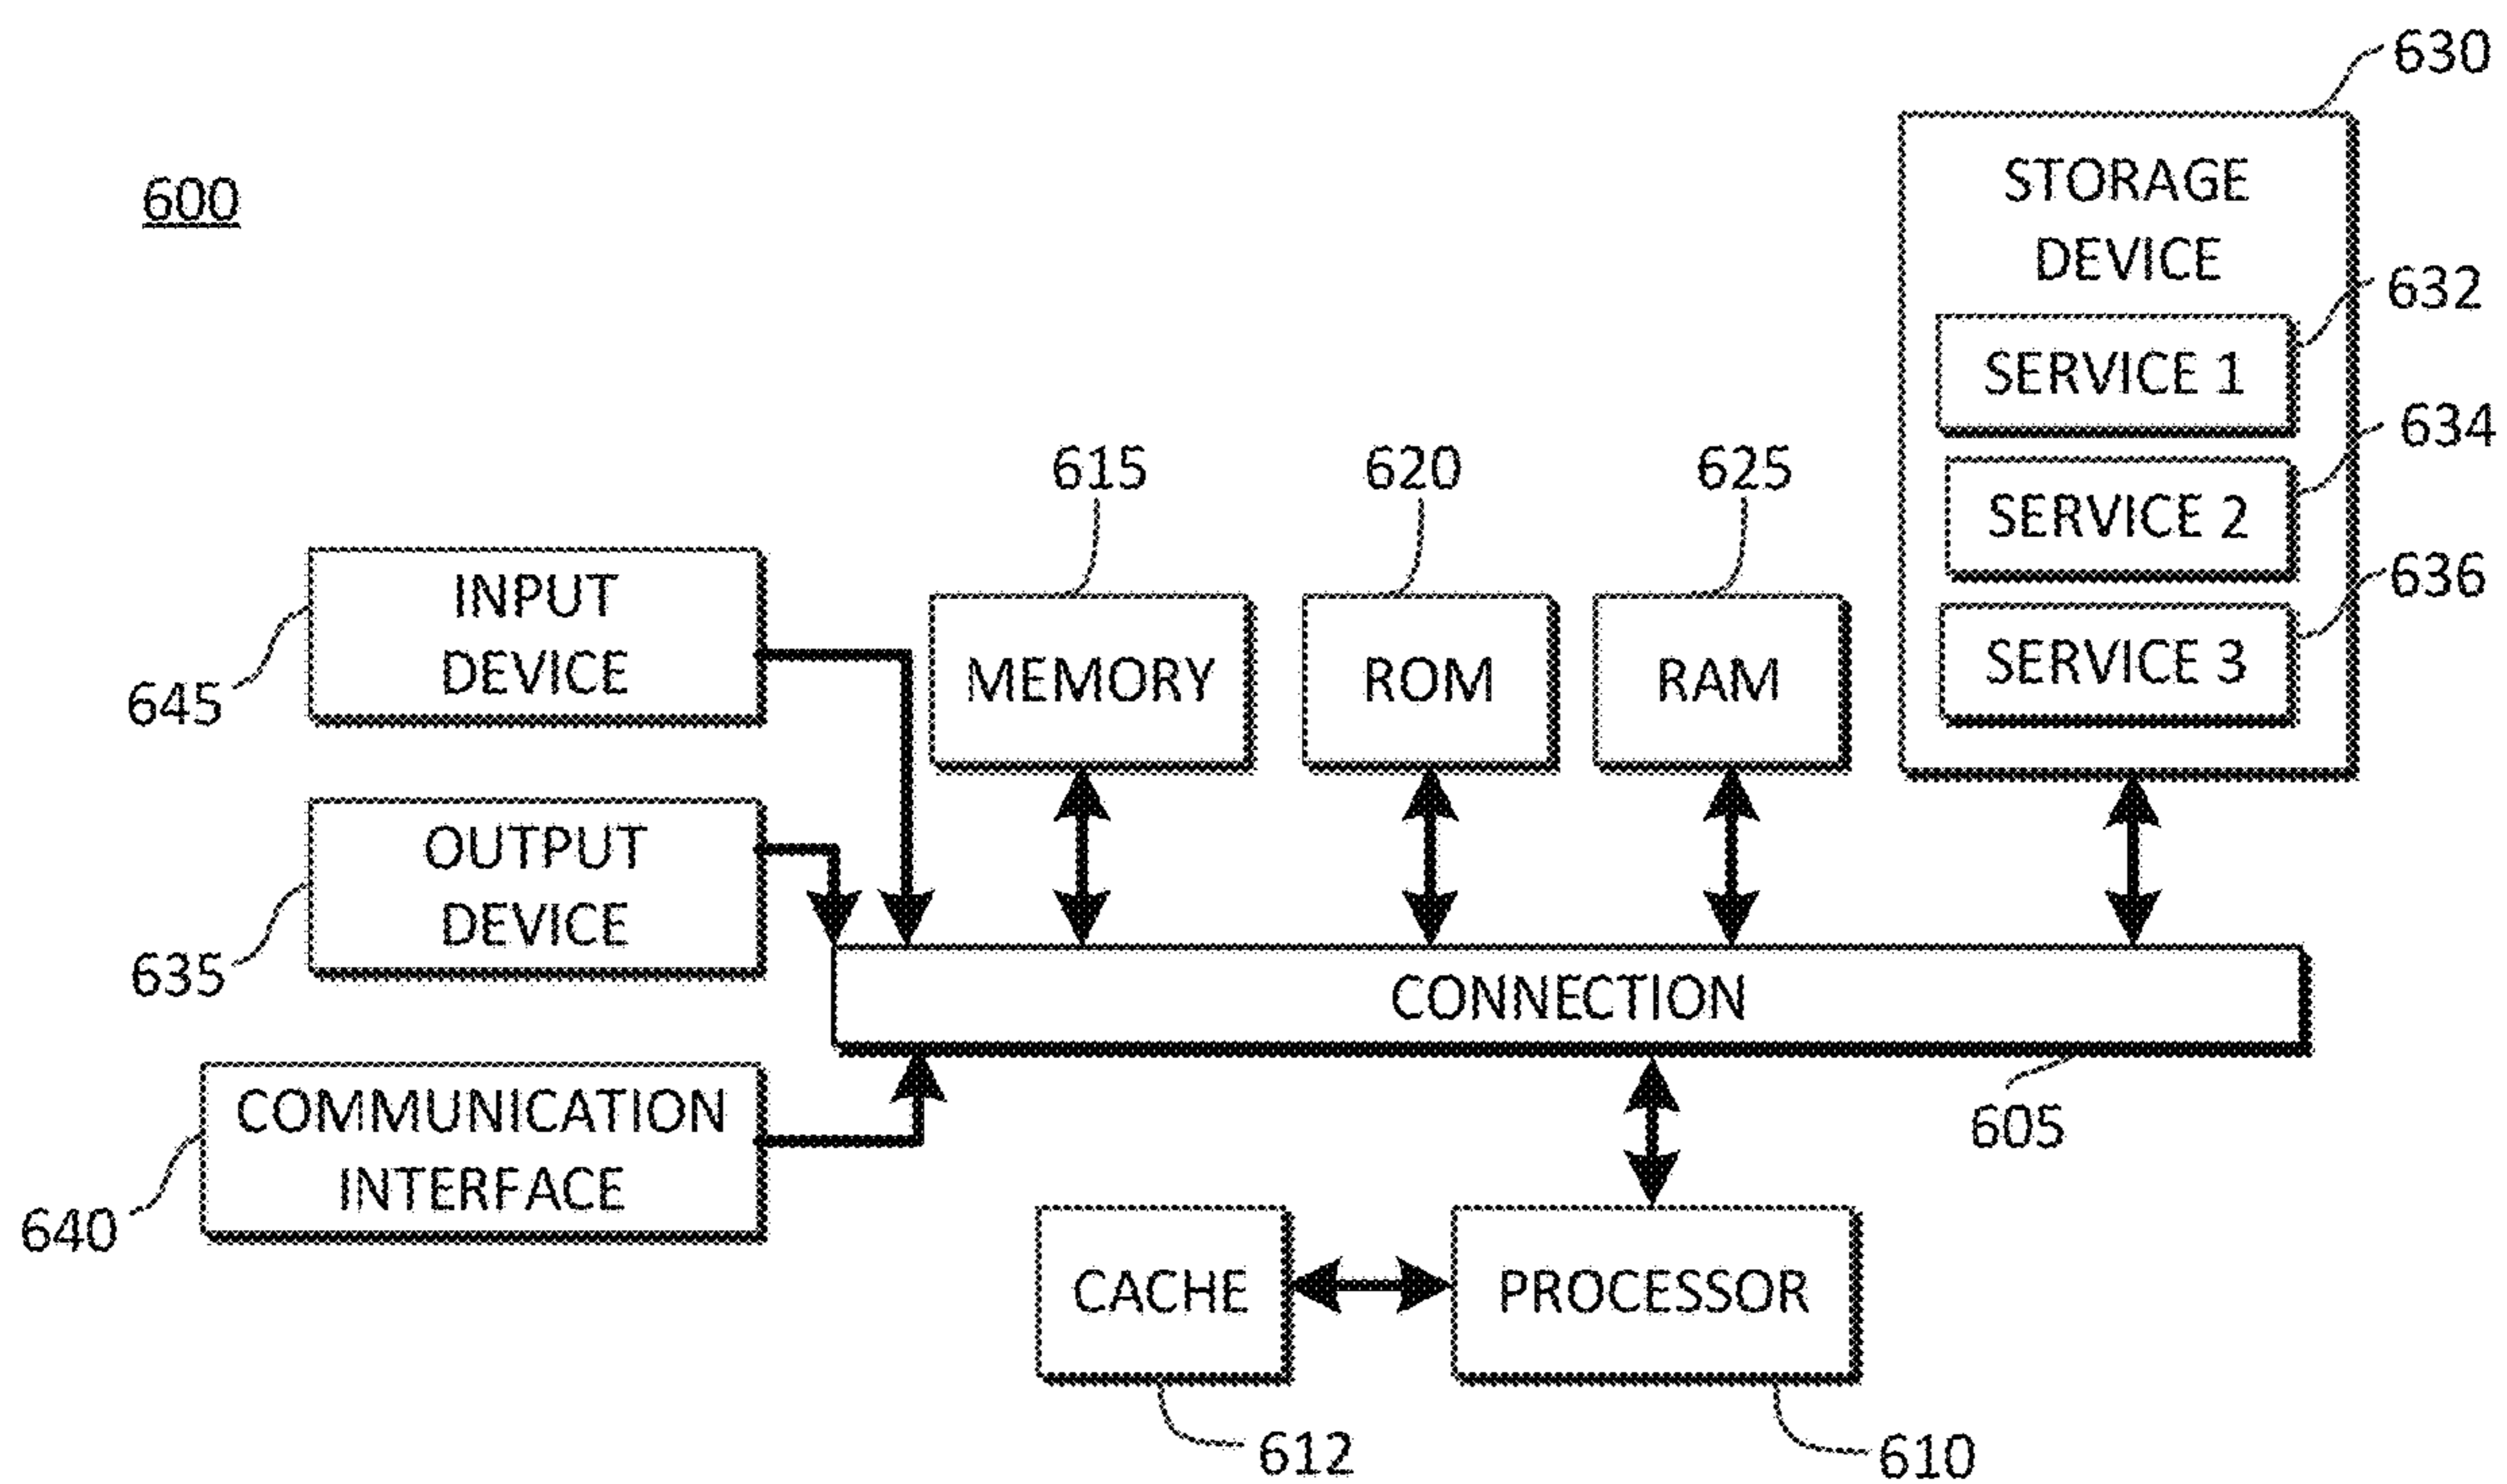 630
600
STORAGE
DEVICE
632
SERVICE 1
634
615
620
625
SERVICE 2
636
INPUT
DEVICE
MEMORY
ROM
RAM
SERVICE 3
645
OUTPUT
DEVICE
635
CONNECTION
COMMUNICATION
INTERFACE
605
640
CACHE
PROCESSOR
612
610